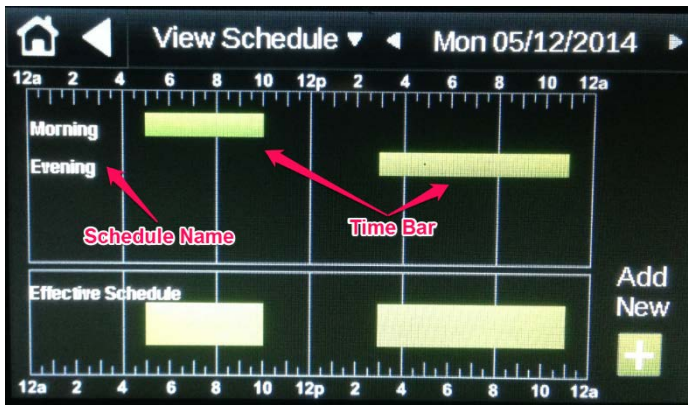 View Schedule ▼ ◀ Mon 05/12/2014 ▶
12a 2 4 6 8 10 12p 2 4 6 8 10 12a
Morning
Evening
Schedule Name
Time Bar
Effective Schedule
Add
New
+
12a 2 4 6 8 10 12p 2 4 6 8 10 12a